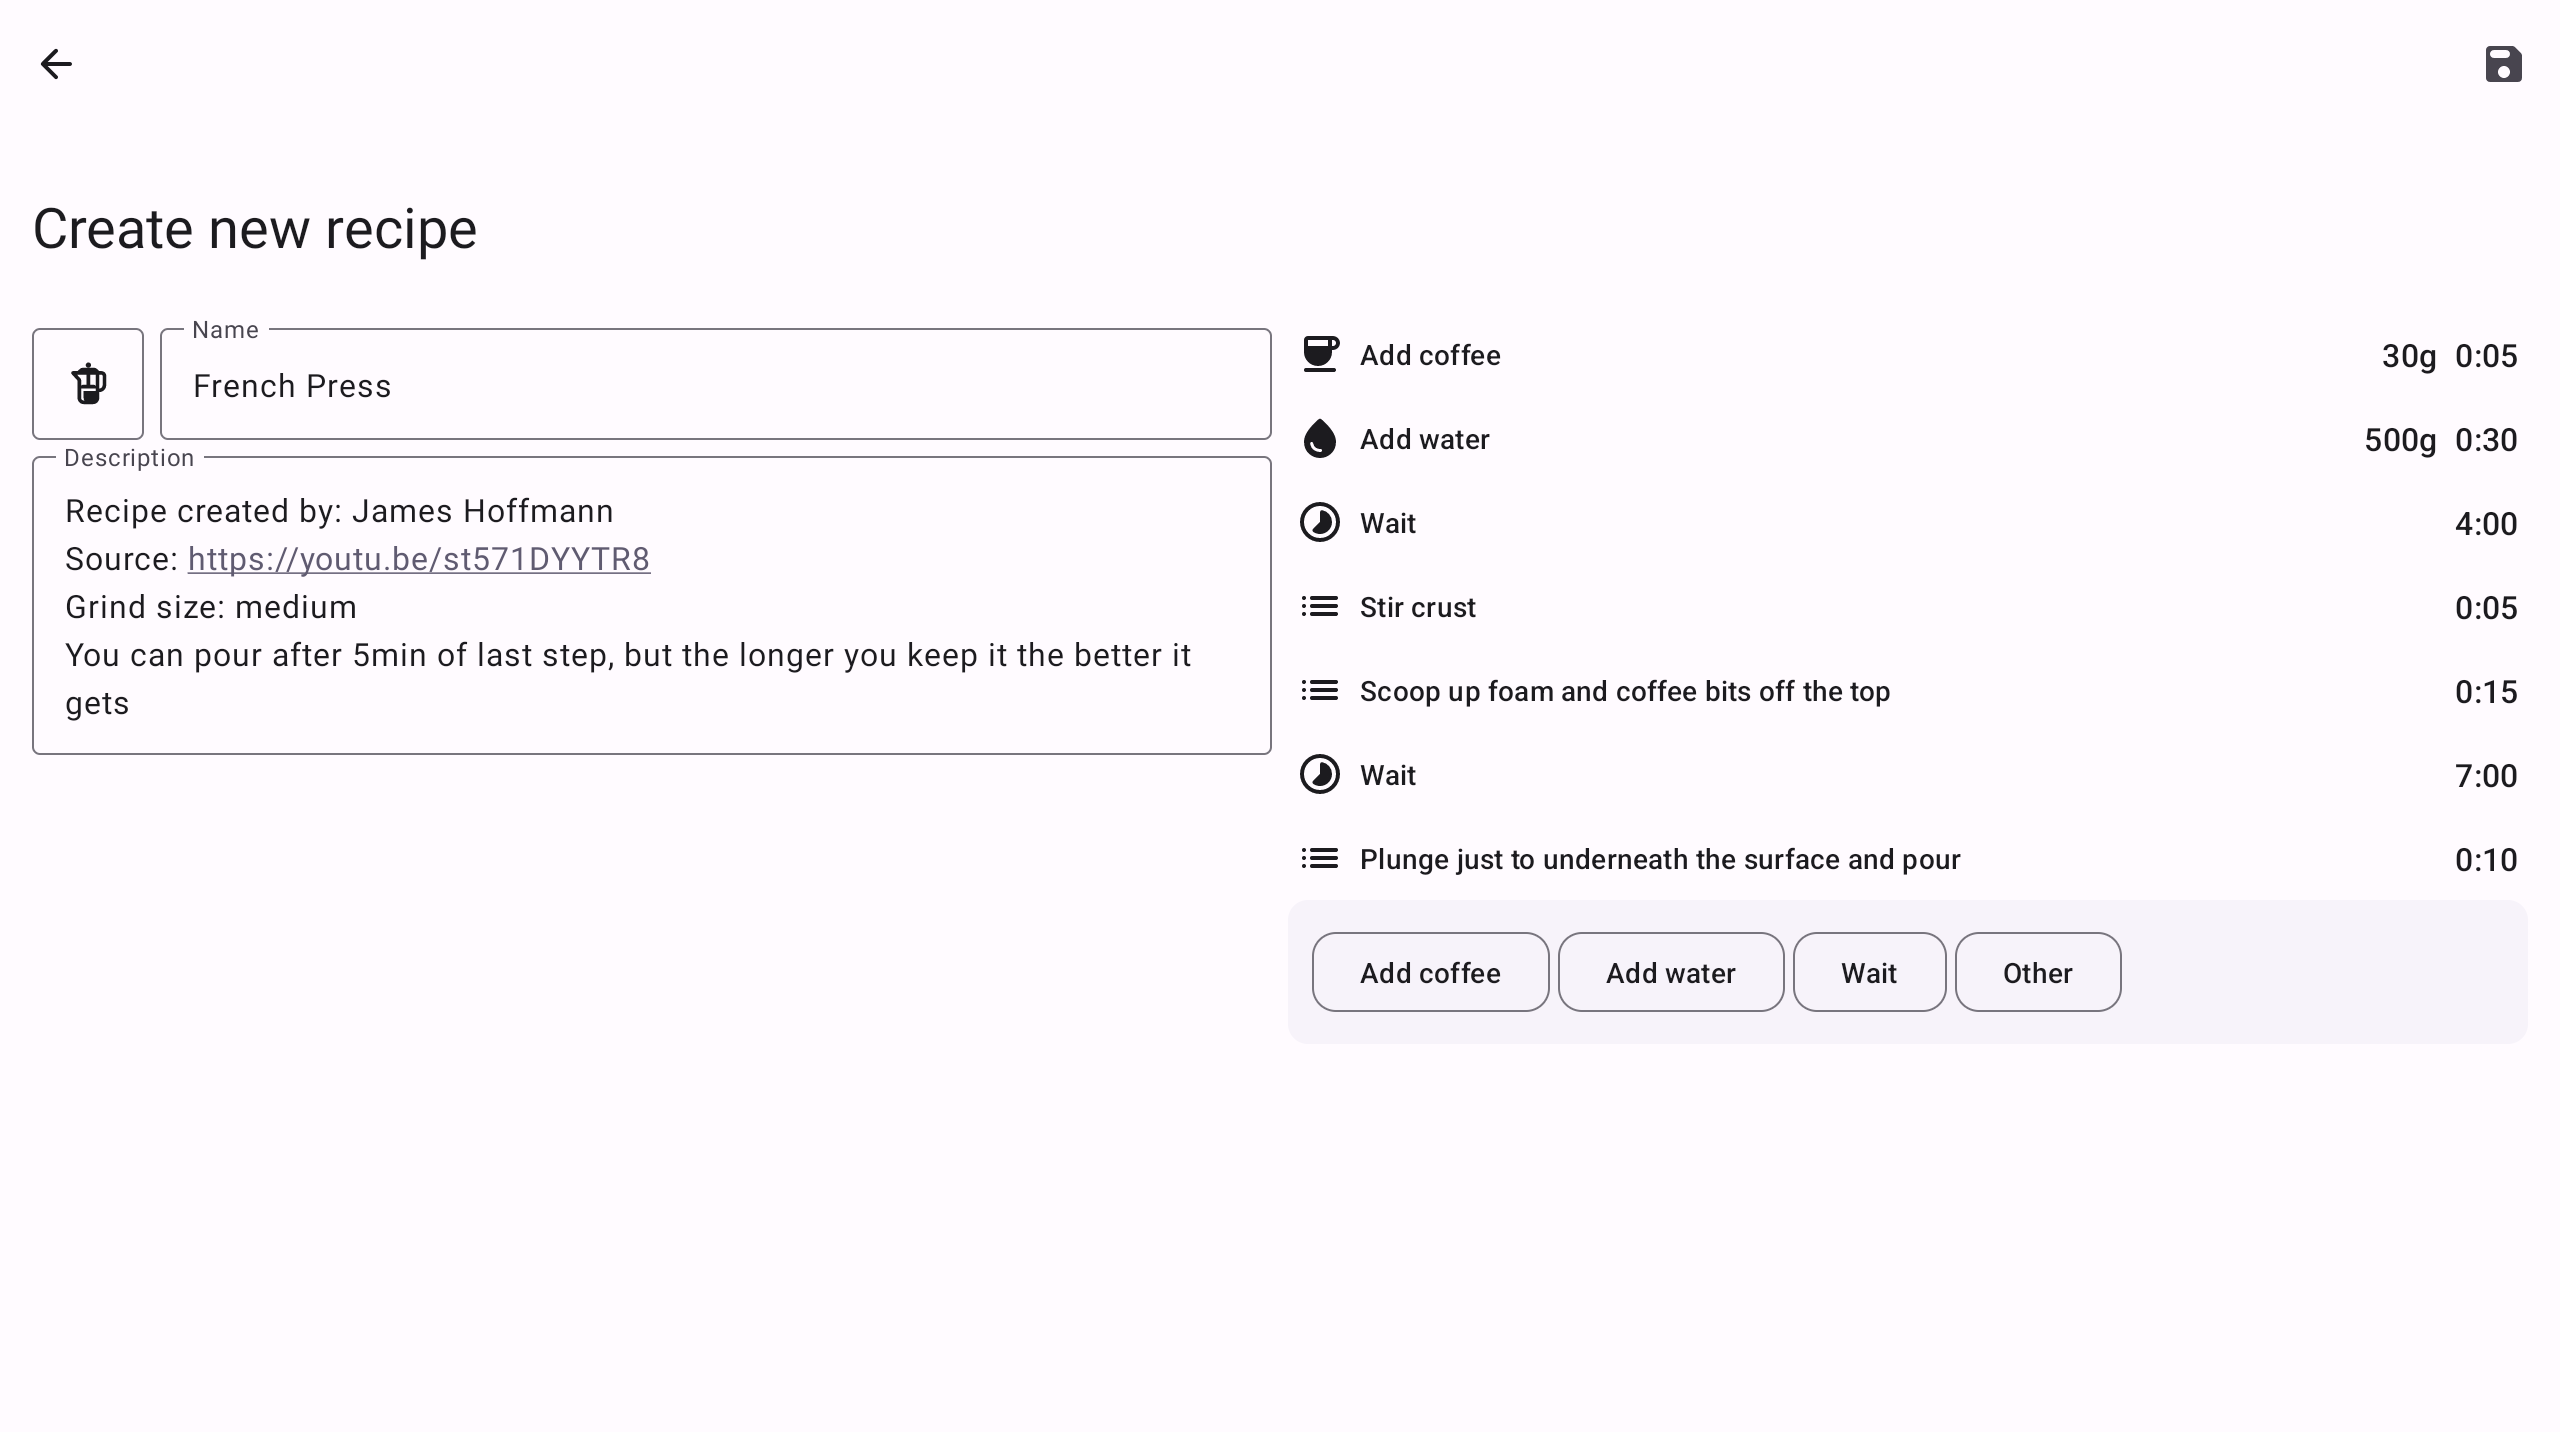 Create new recipe
Name
French Press
Description
Recipe created by: James Hoffmann
Source: https://youtu.be/st571DYYTR8
Grind size: medium
You can pour after 5min of last step, but the longer you keep it the better it
gets
Add coffee 30g 0:05
Add water 500g 0:30
Wait 4:00
Stir crust 0:05
Scoop up foam and coffee bits off the top 0:15
Wait 7:00
Plunge just to underneath the surface and pour 0:10
Add coffee Add water Wait Other